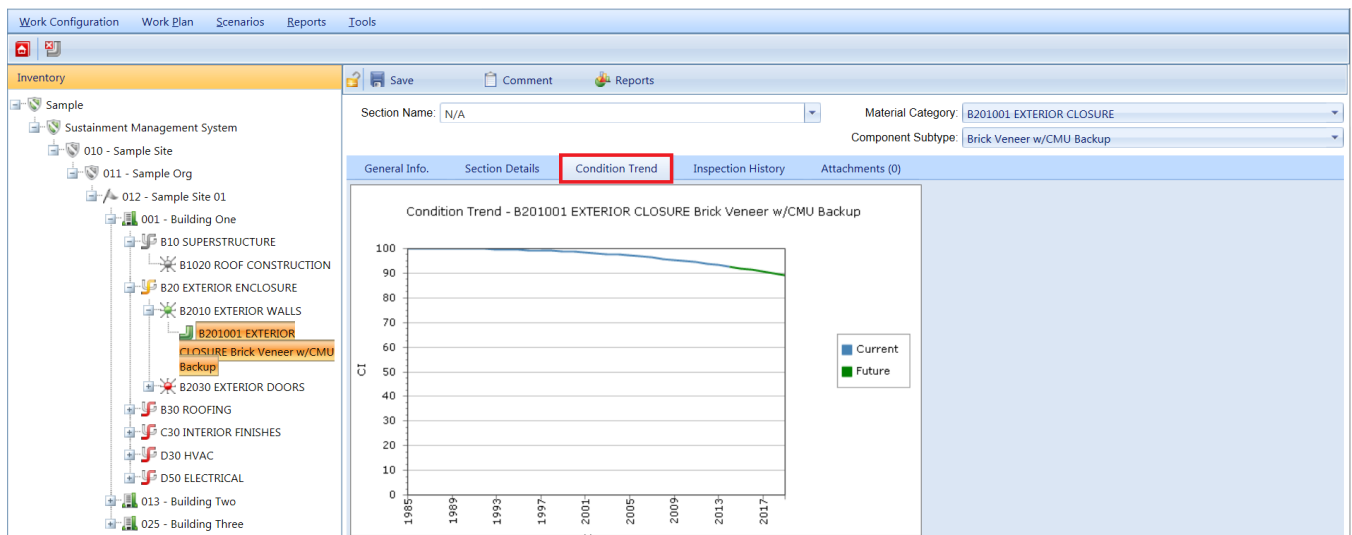 Work Configuration Work Plan Scenarios Reports Tools
Inventory
Save Comment Reports
Sample
Sustainment Management System
010 - Sample Site
011 - Sample Org
012 - Sample Site 01
001 - Building One
B10 SUPERSTRUCTURE
B1020 ROOF CONSTRUCTION
B20 EXTERIOR ENCLOSURE
B2010 EXTERIOR WALLS
B201001 EXTERIOR
CLOSURE Brick Veneer w/CMU
Backup
B2030 EXTERIOR DOORS
B30 ROOFING
C30 INTERIOR FINISHES
D30 HVAC
D50 ELECTRICAL
013 - Building Two
025 - Building Three
Section Name: N/A
Material Category: B201001 EXTERIOR CLOSURE
Component Subtype: Brick Veneer w/CMU Backup
General Info. Section Details Condition Trend Inspection History Attachments (0)
Condition Trend - B201001 EXTERIOR CLOSURE Brick Veneer w/CMU Backup
100
90
80
70
60
50
40
30
20
10
0
CI
1985 1989 1993 1997 2001 2005 2009 2013 2017
Current
Future